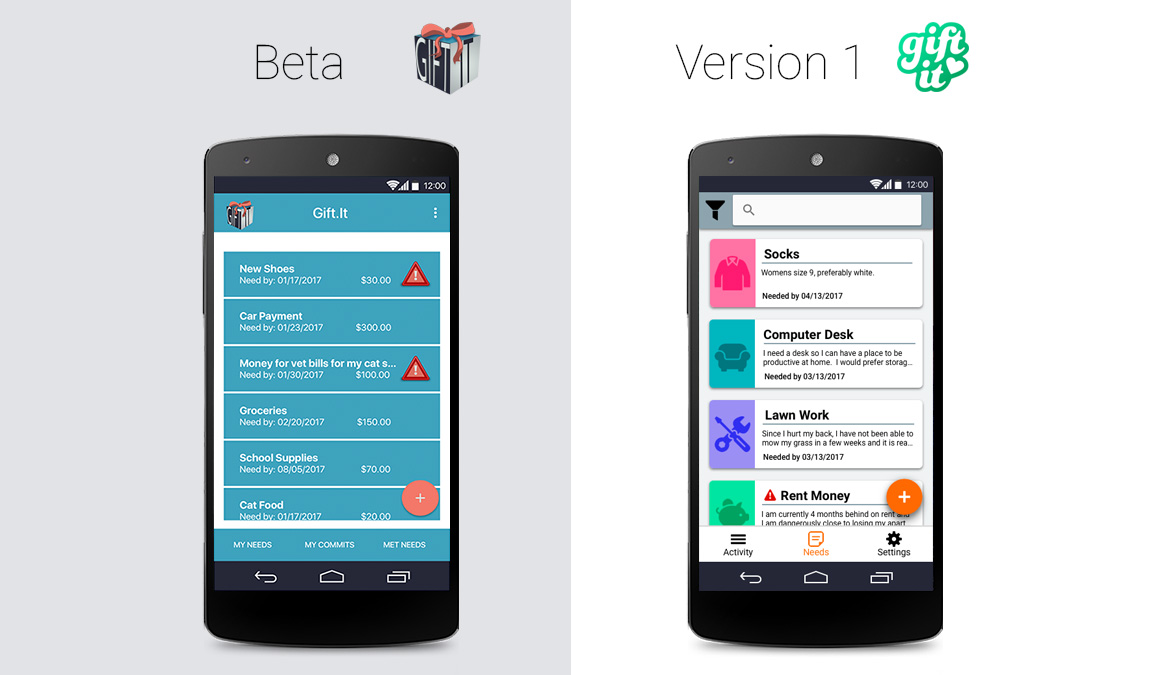 Beta
GIFT IT
12:00
GIFT IT
Gift.It
New Shoes
Need by: 01/17/2017 $30.00
Car Payment
Need by: 01/23/2017 $300.00
Money for vet bills for my cat s...
Need by: 01/30/2017 $100.00
Groceries
Need by: 02/20/2017 $150.00
School Supplies
Need by: 08/05/2017 $70.00
Cat Food
Need by: 01/17/2017 $20.00
+
MY NEEDS MY COMMITS MET NEEDS
Version 1
gift
it
12:00
Socks
Womens size 9, preferably white.
Needed by 04/13/2017
Computer Desk
I need a desk so I can have a place to be
productive at home. I would prefer storag...
Needed by 03/13/2017
Lawn Work
Since I hurt my back, I have not been able to
mow my grass in a few weeks and it is rea...
Needed by 03/13/2017
Rent Money
I am currently 4 months behind on rent and
I am dangerously close to losing my apart...
+
Activity Needs Settings